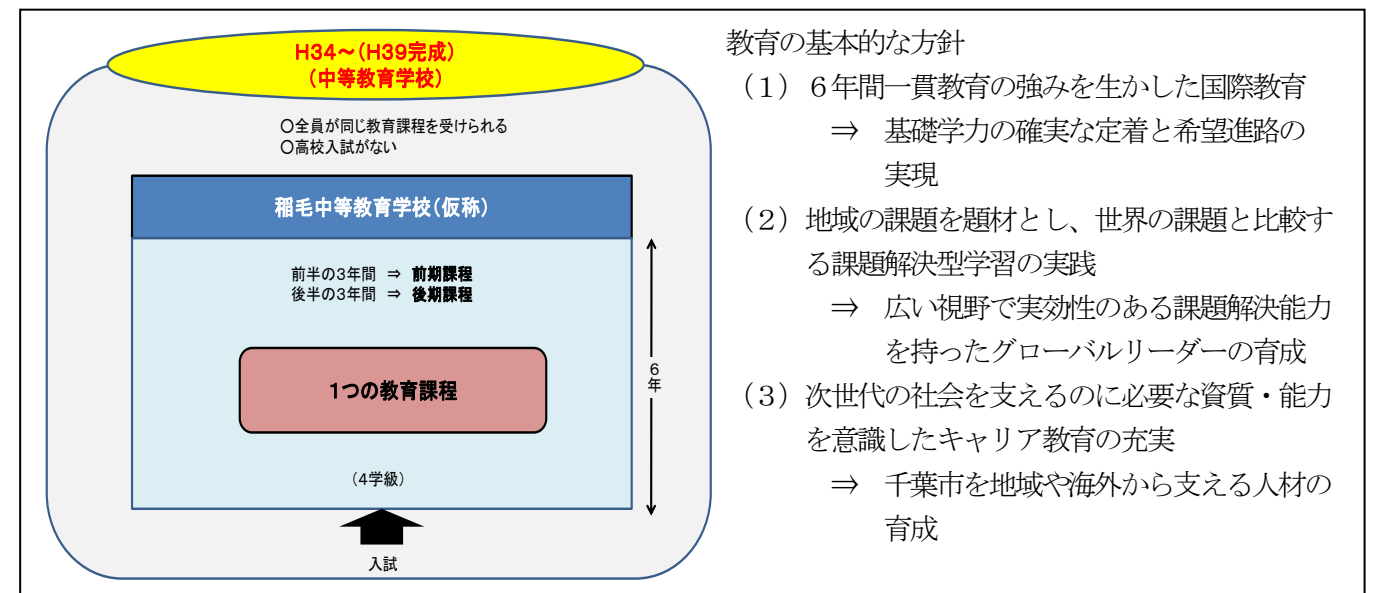 H34～(H39完成)
(中等教育学校)
○全員が同じ教育課程を受けられる
○高校入試がない
稲毛中等教育学校(仮称)
前半の3年間 ⇒ 前期課程
後半の3年間 ⇒ 後期課程
1つの教育課程
6年
(4学級)
入試
教育の基本的な方針
(1) 6年間一貫教育の強みを生かした国際教育
⇒ 基礎学力の確実な定着と希望進路の
実現
(2) 地域の課題を題材とし、世界の課題と比較す
る課題解決型学習の実践
⇒ 広い視野で実効性のある課題解決能力
を持ったグローバルリーダーの育成
(3) 次世代の社会を支えるのに必要な資質・能力
を意識したキャリア教育の充実
⇒ 千葉市を地域や海外から支える人材の
育成